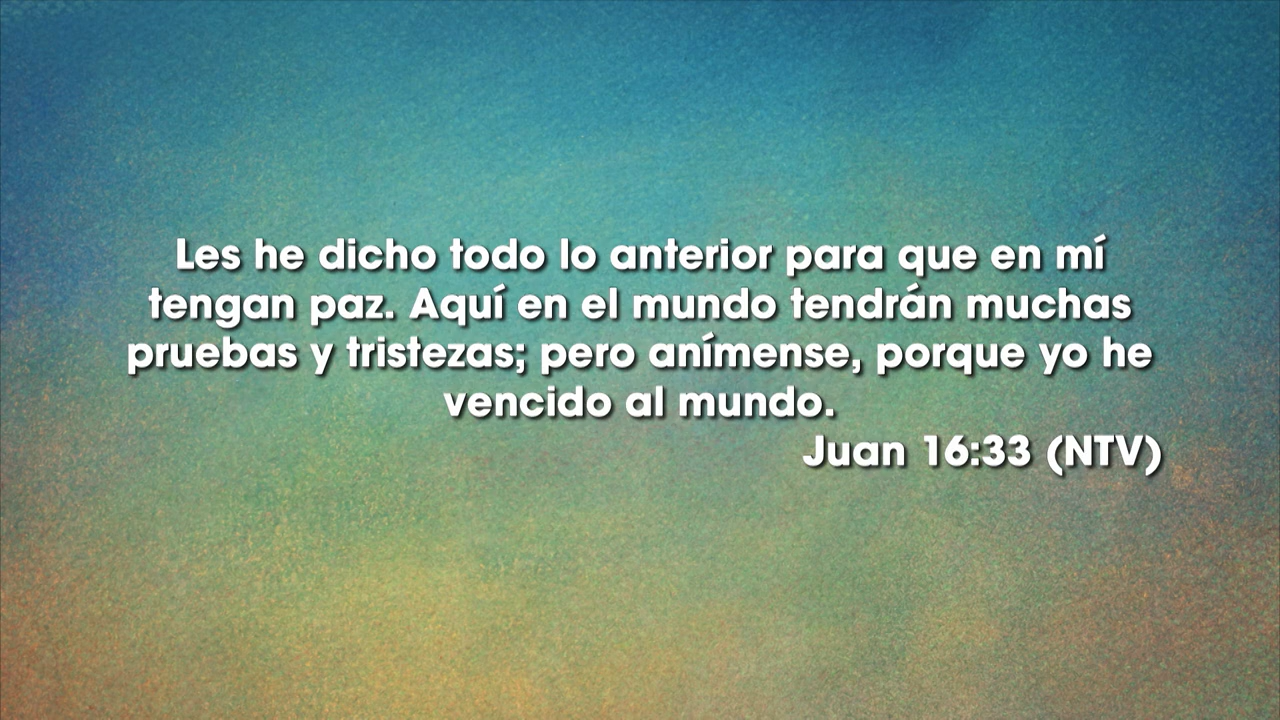 Les he dicho todo lo anterior para que en mí
tengan paz. Aquí en el mundo tendrán muchas
pruebas y tristezas; pero anímense, porque yo he
vencido al mundo.
Juan 16:33 (NTV)